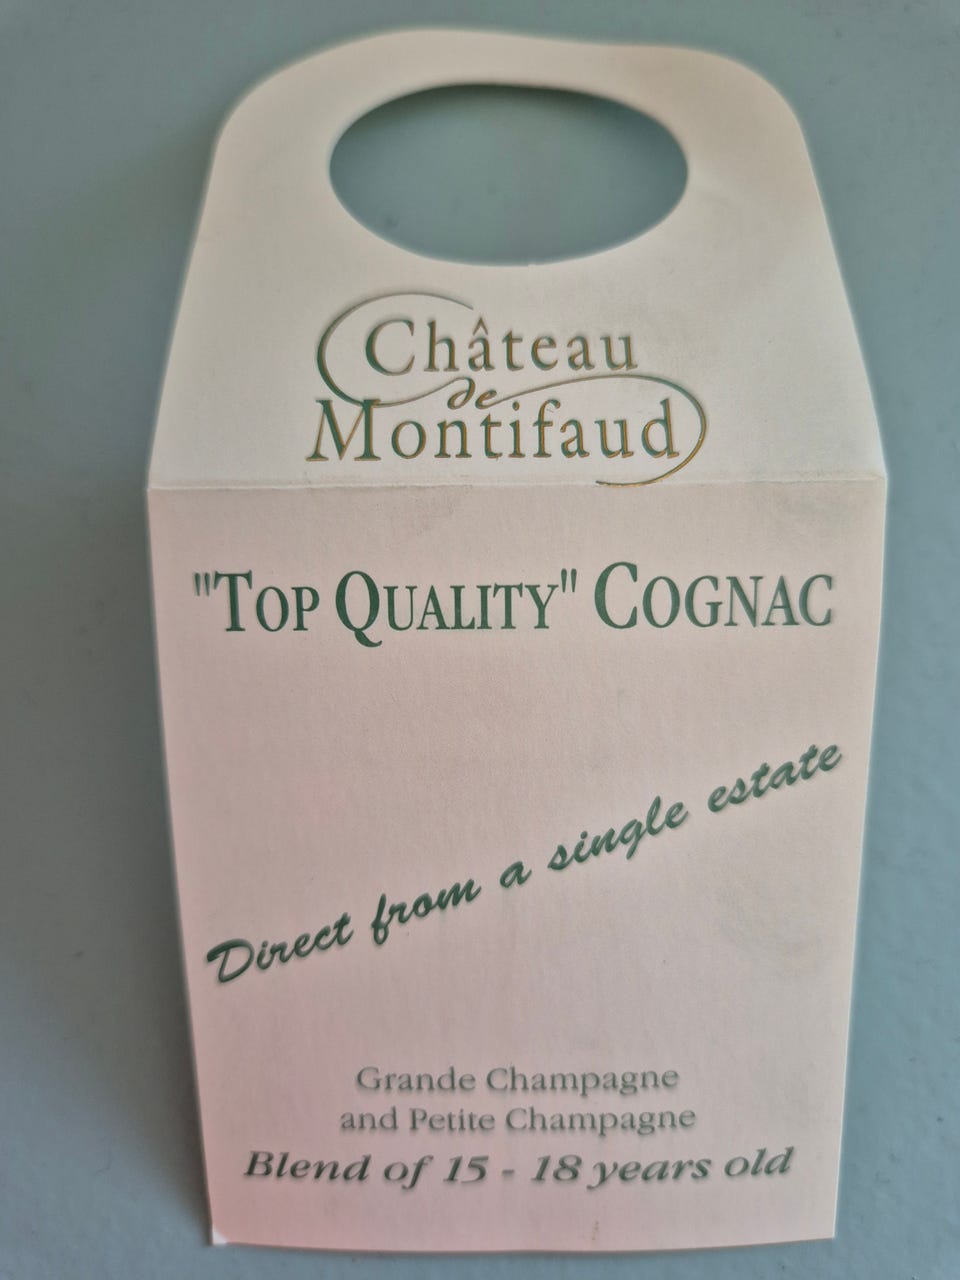 Château
de
Montifaud
"TOP QUALITY" COGNAC
Direct from a single estate
Grande Champagne
and Petite Champagne
Blend of 15 - 18 years old